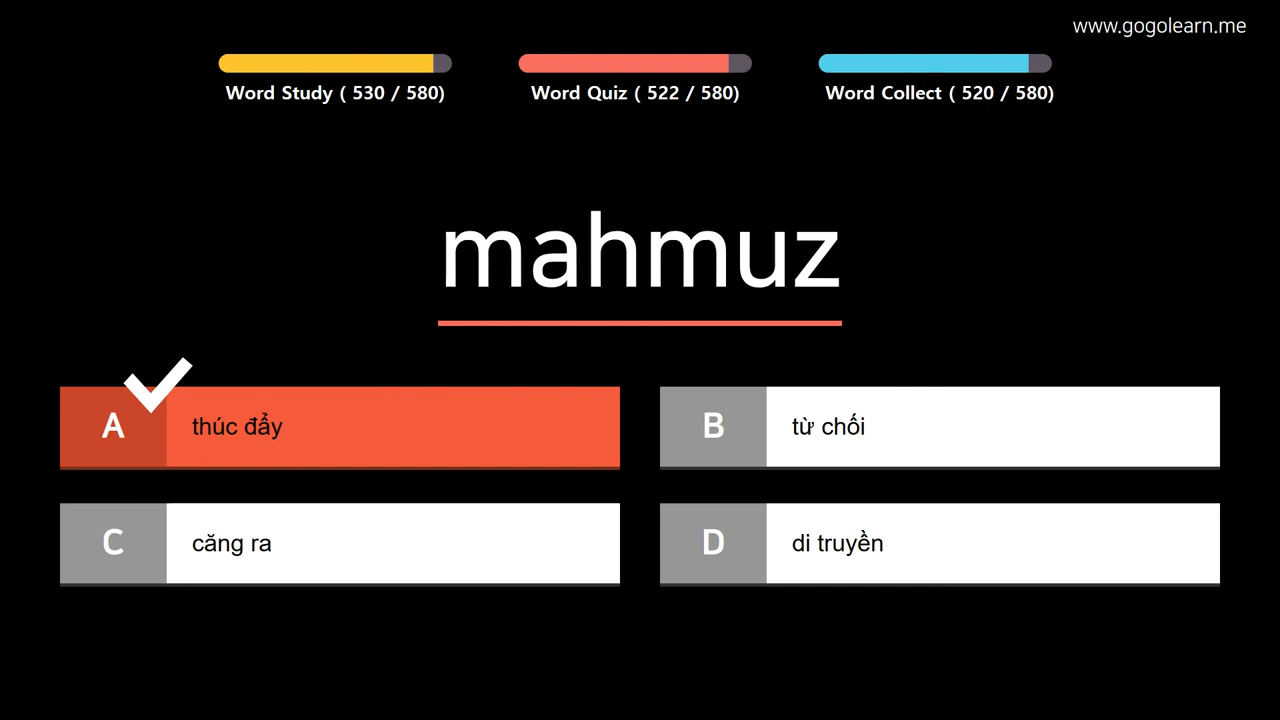 www.gogolearn.me
Word Study ( 530 / 580)
Word Quiz ( 522 / 580)
Word Collect ( 520 / 580)
mahmuz
A thúc đẩy
B từ chối
C căng ra
D di truyền